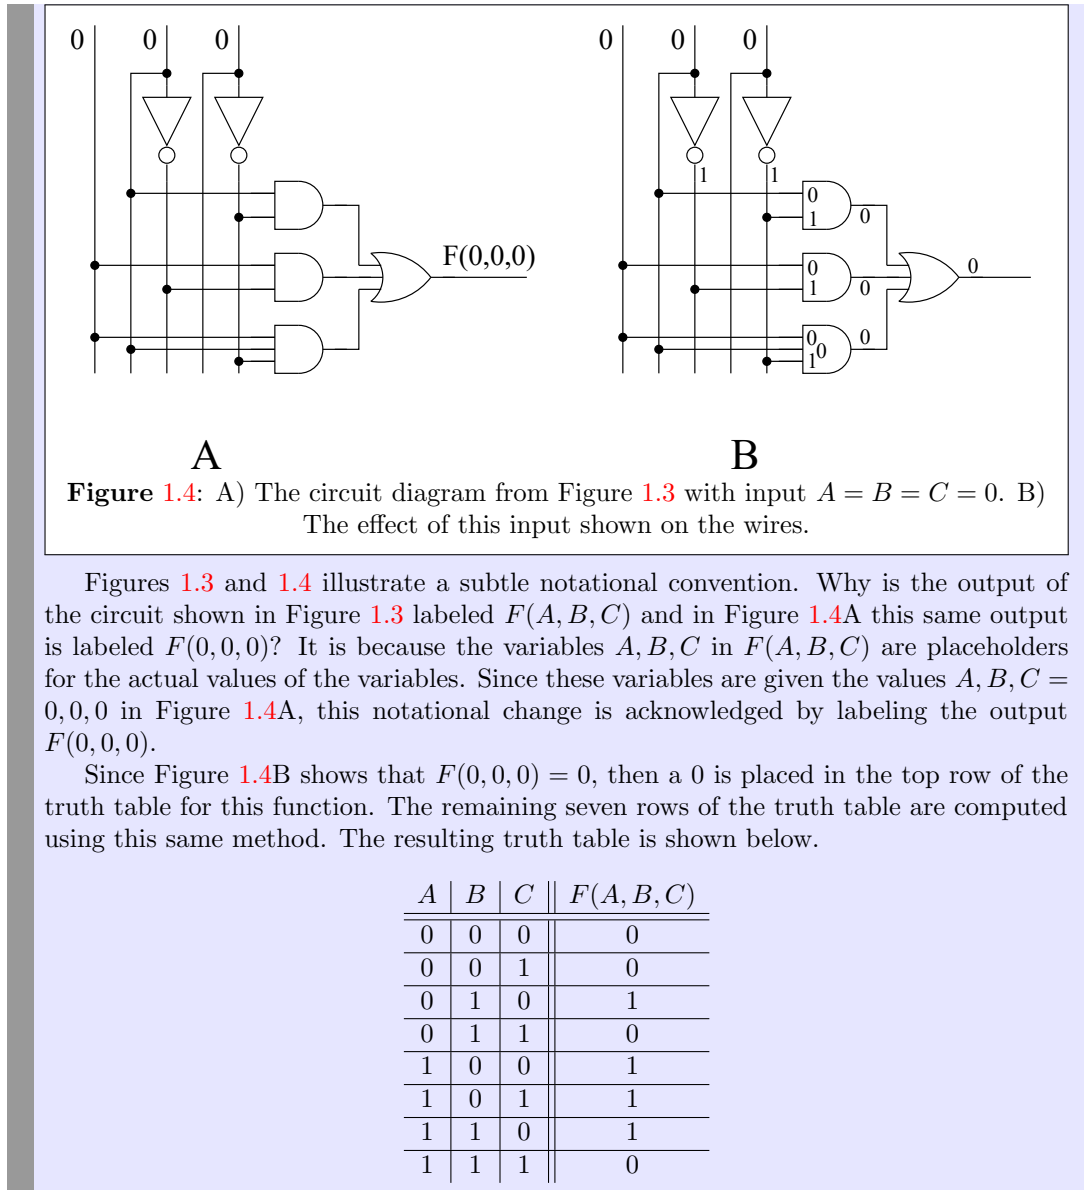 0 0 0 0 0 0
1 1
0
1 0
F(0,0,0) 0 0
1 0
0 0
0
1
A B
Figure 1.4: A) The circuit diagram from Figure 1.3 with input A = B = C = 0. B)
The effect of this input shown on the wires.
Figures 1.3 and 1.4 illustrate a subtle notational convention. Why is the output of
the circuit shown in Figure 1.3 labeled F(A, B, C) and in Figure 1.4A this same output
is labeled F(0, 0, 0)? It is because the variables A, B, C in F(A, B, C) are placeholders
for the actual values of the variables. Since these variables are given the values A, B, C =
0, 0, 0 in Figure 1.4A, this notational change is acknowledged by labeling the output
F(0, 0, 0).
Since Figure 1.4B shows that F(0, 0, 0) = 0, then a 0 is placed in the top row of the
truth table for this function. The remaining seven rows of the truth table are computed
using this same method. The resulting truth table is shown below.
A B C F(A, B, C)
0 0 0 0
0 0 1 0
0 1 0 1
0 1 1 0
1 0 0 1
1 0 1 1
1 1 0 1
1 1 1 0